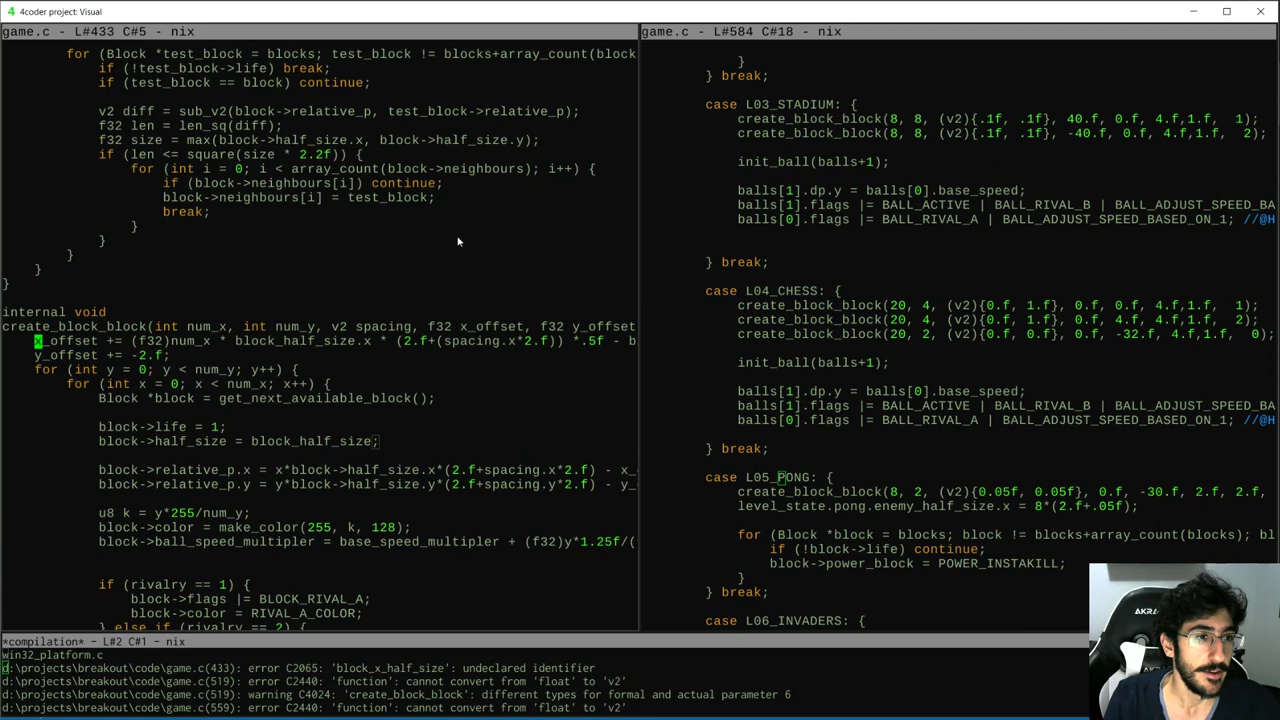 4coder project: Visual
game.c - L#433 C#5 - nix
for (Block *test_block = blocks; test_block != blocks+array_count(block
if (!test_block->life) break;
if (test_block == block) continue;
v2 diff = sub_v2(block->relative_p, test_block->relative_p);
f32 len = len_sq(diff);
f32 size = max(block->half_size.x, block->half_size.y);
if (len <= square(size * 2.2f)) {
for (int i = 0; i < array_count(block->neighbours); i++) {
if (block->neighbours[i]) continue;
block->neighbours[i] = test_block;
break;
}
}
}
}
}
internal void
create_block_block(int num_x, int num_y, v2 spacing, f32 x_offset, f32 y_offset
x_offset += (f32)num_x * block_half_size.x * (2.f+(spacing.x*2.f)) *.5f - b
y_offset += -2.f;
for (int y = 0; y < num_y; y++) {
for (int x = 0; x < num_x; x++) {
Block *block = get_next_available_block();
block->life = 1;
block->half_size = block_half_size;
block->relative_p.x = x*block->half_size.x*(2.f+spacing.x*2.f) - x_
block->relative_p.y = y*block->half_size.y*(2.f+spacing.y*2.f) - y_
u8 k = y*255/num_y;
block->color = make_color(255, k, 128);
block->ball_speed_multipler = base_speed_multipler + (f32)y*1.25f/(
if (rivalry == 1) {
block->flags |= BLOCK_RIVAL_A;
block->color = RIVAL_A_COLOR;
} else if (rivalry == 2) {
game.c - L#584 C#18 - nix
}
} break;
case L03_STADIUM: {
create_block_block(8, 8, (v2){.1f, .1f}, 40.f, 0.f, 4.f,1.f, 1);
create_block_block(8, 8, (v2){.1f, .1f}, -40.f, 0.f, 4.f,1.f, 2);
init_ball(balls+1);
balls[1].dp.y = balls[0].base_speed;
balls[1].flags |= BALL_ACTIVE | BALL_RIVAL_B | BALL_ADJUST_SPEED_BA
balls[0].flags |= BALL_RIVAL_A | BALL_ADJUST_SPEED_BASED_ON_1; //@H
} break;
case L04_CHESS: {
create_block_block(20, 4, (v2){0.f, 1.f}, 0.f, 0.f, 4.f,1.f, 1);
create_block_block(20, 4, (v2){0.f, 1.f}, 0.f, 4.f, 4.f,1.f, 2);
create_block_block(20, 2, (v2){0.f, 0.f}, 0.f, -32.f, 4.f,1.f, 0);
init_ball(balls+1);
balls[1].dp.y = balls[0].base_speed;
balls[1].flags |= BALL_ACTIVE | BALL_RIVAL_B | BALL_ADJUST_SPEED_BA
balls[0].flags |= BALL_RIVAL_A | BALL_ADJUST_SPEED_BASED_ON_1; //@H
} break;
case L05_PONG: {
create_block_block(8, 2, (v2){0.05f, 0.05f}, 0.f, -30.f, 2.f, 2.f,
level_state.pong.enemy_half_size.x = 8*(2.f+.05f);
for (Block *block = blocks; block != blocks+array_count(blocks); bl
if (!block->life) continue;
block->power_block = POWER_INSTAKILL;
}
} break;
case L06_INVADERS: {
*compilation* - L#2 C#1 - nix
win32_platform.c
d:\projects\breakout\code\game.c(433): error C2065: 'block_x_half_size': undeclared identifier
d:\projects\breakout\code\game.c(519): error C2440: 'function': cannot convert from 'float' to 'v2'
d:\projects\breakout\code\game.c(519): warning C4024: 'create_block_block': different types for formal and actual parameter 6
d:\projects\breakout\code\game.c(559): error C2440: 'function': cannot convert from 'float' to 'v2'